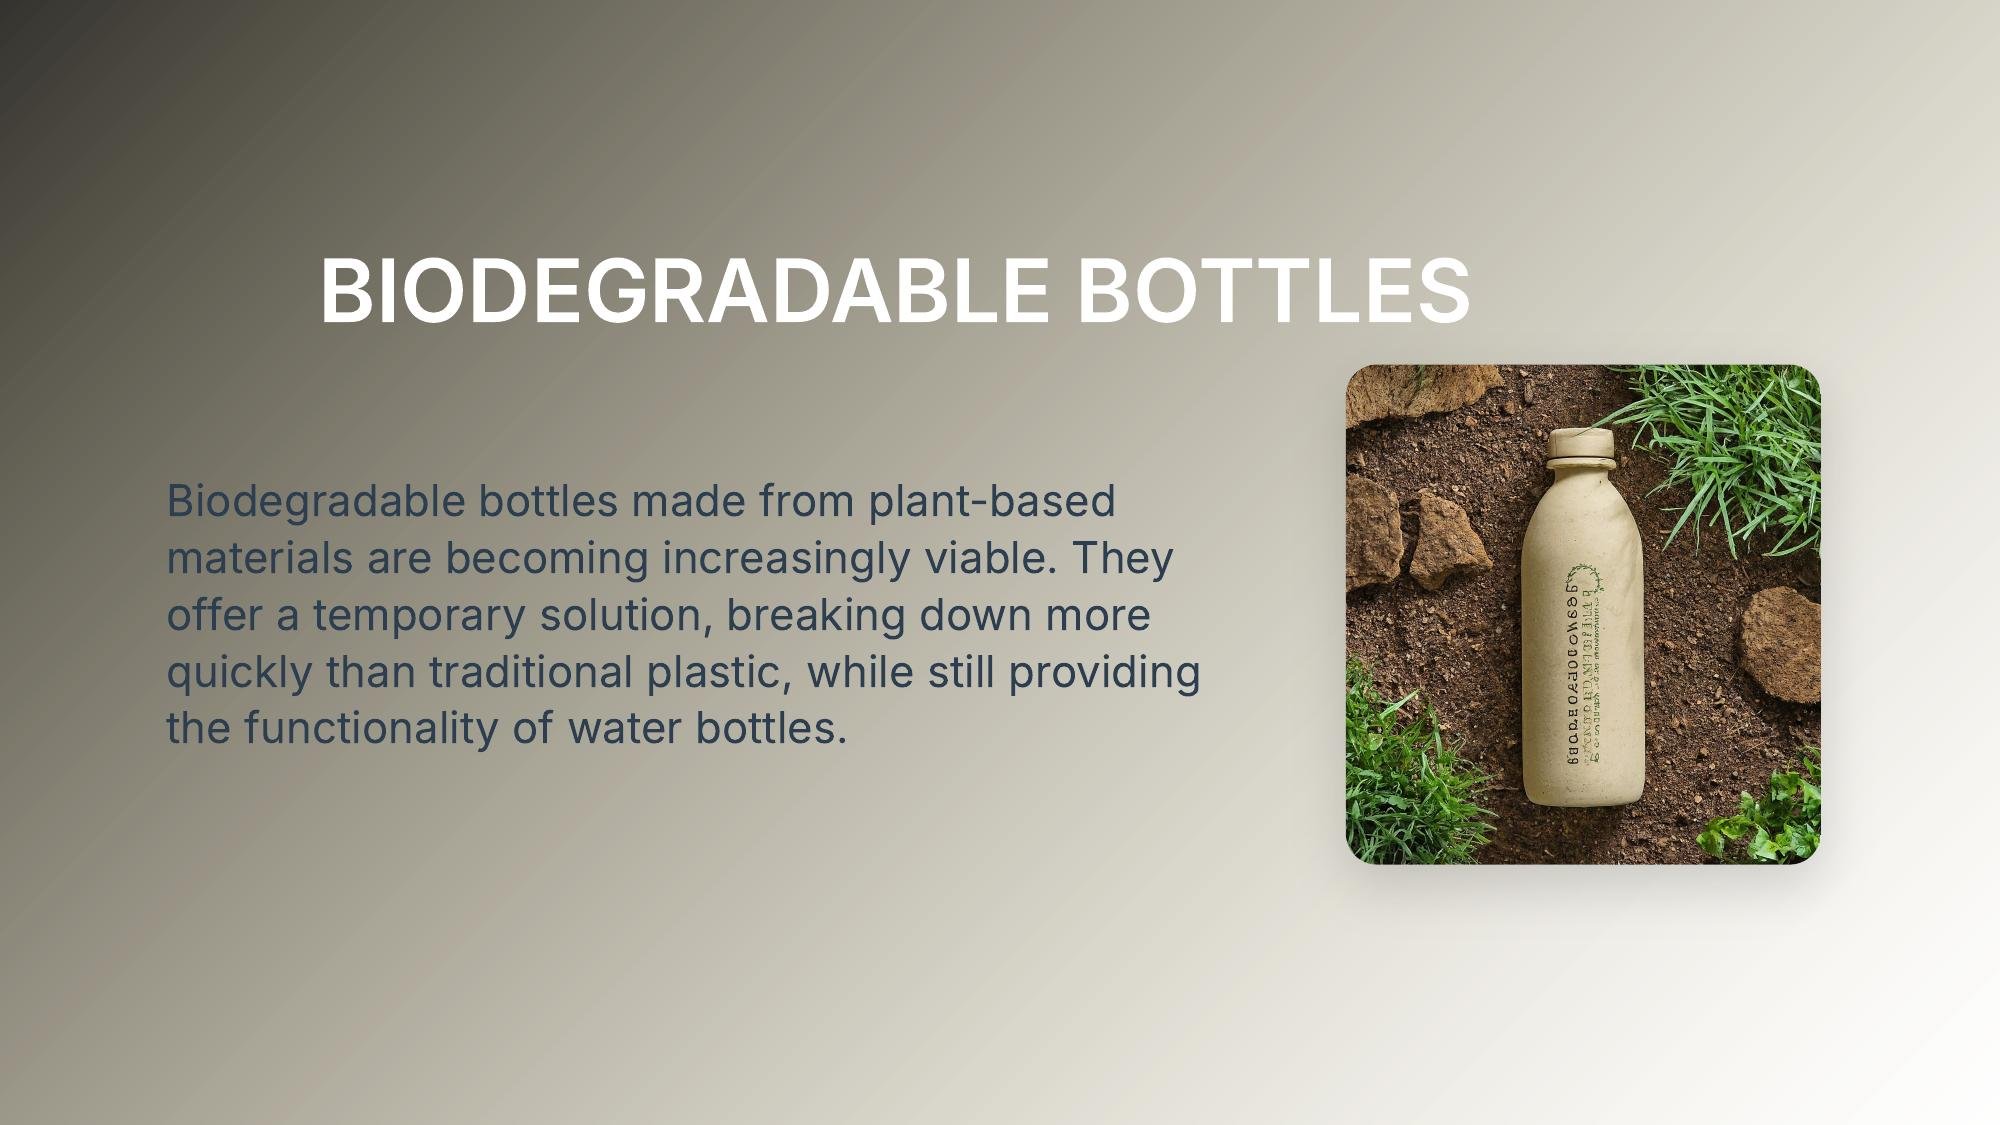 BIODEGRADABLE BOTTLES
Biodegradable bottles made from plant-based
materials are becoming increasingly viable. They
offer a temporary solution, breaking down more
quickly than traditional plastic, while still providing
the functionality of water bottles.